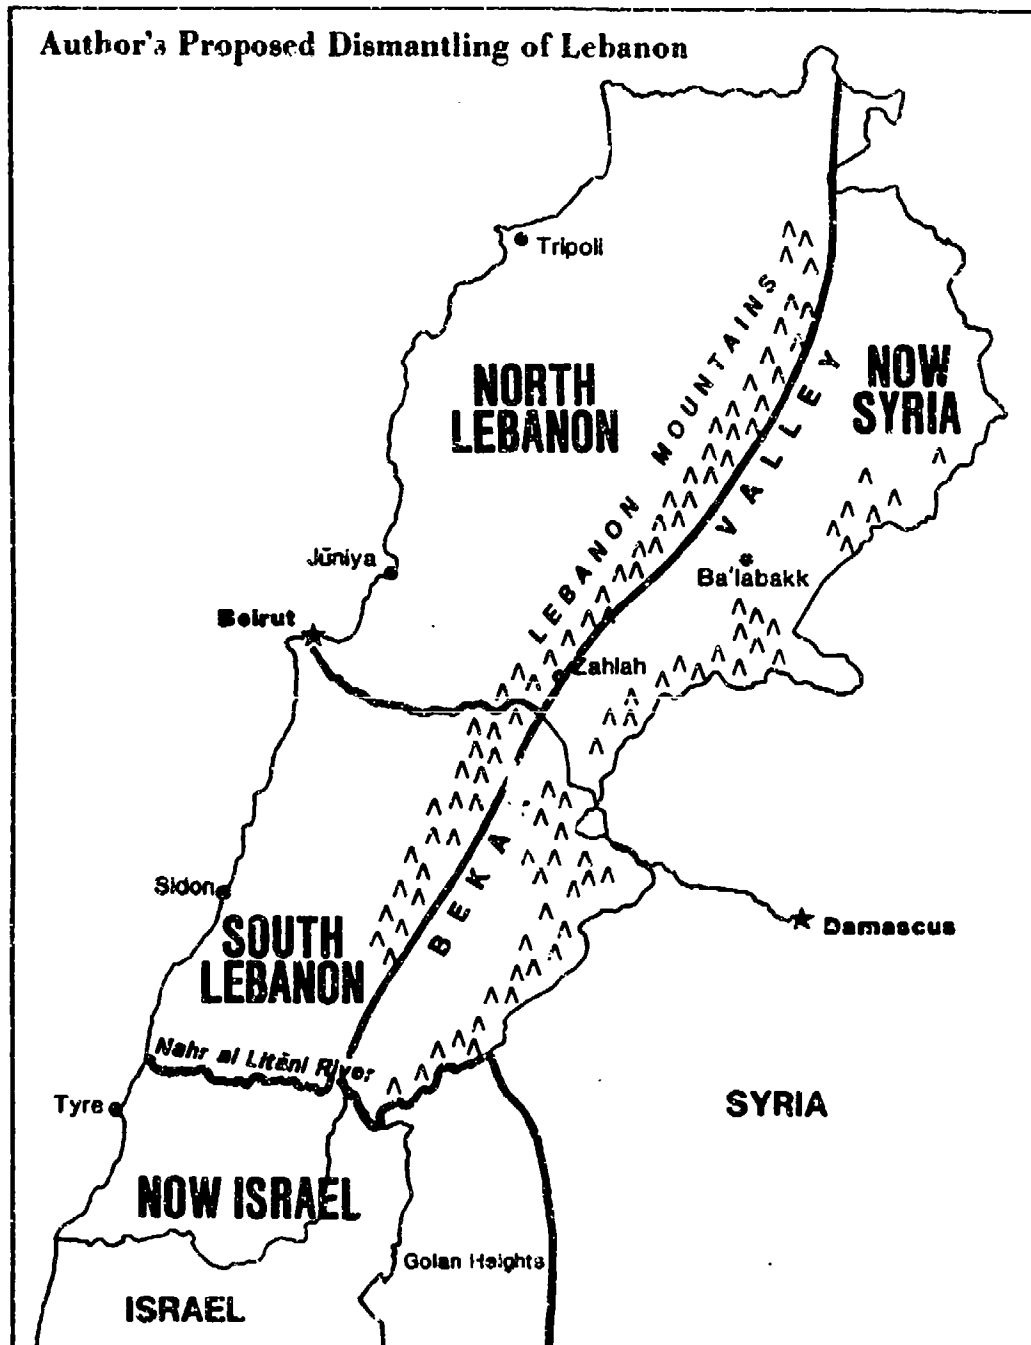 Author's Proposed Dismantling of Lebanon
Tripoli
LEBANON MOUNTAINS
NORTH
LEBANON
NOW
SYRIA
BEKA VALLEY
Jūniya
Ba'labakk
Beirut
Zahlah
Sidon
Damascus
SOUTH
LEBANON
Nahr al Litēni River
Tyre
SYRIA
NOW ISRAEL
Golan Heights
ISRAEL